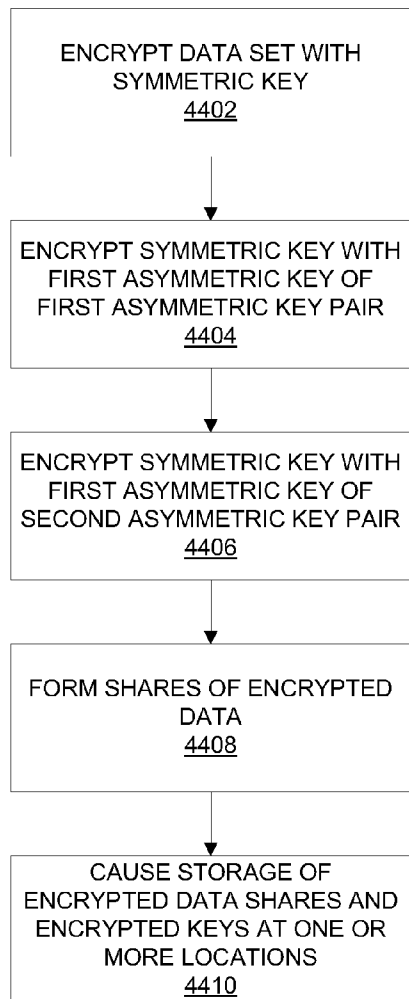 ENCRYPT DATA SET WITH
SYMMETRIC KEY
4402
ENCRYPT SYMMETRIC KEY WITH
FIRST ASYMMETRIC KEY OF
FIRST ASYMMETRIC KEY PAIR
4404
ENCRYPT SYMMETRIC KEY WITH
FIRST ASYMMETRIC KEY OF
SECOND ASYMMETRIC KEY PAIR
4406
FORM SHARES OF ENCRYPTED
DATA
4408
CAUSE STORAGE OF
ENCRYPTED DATA SHARES AND
ENCRYPTED KEYS AT ONE OR
MORE LOCATIONS
4410